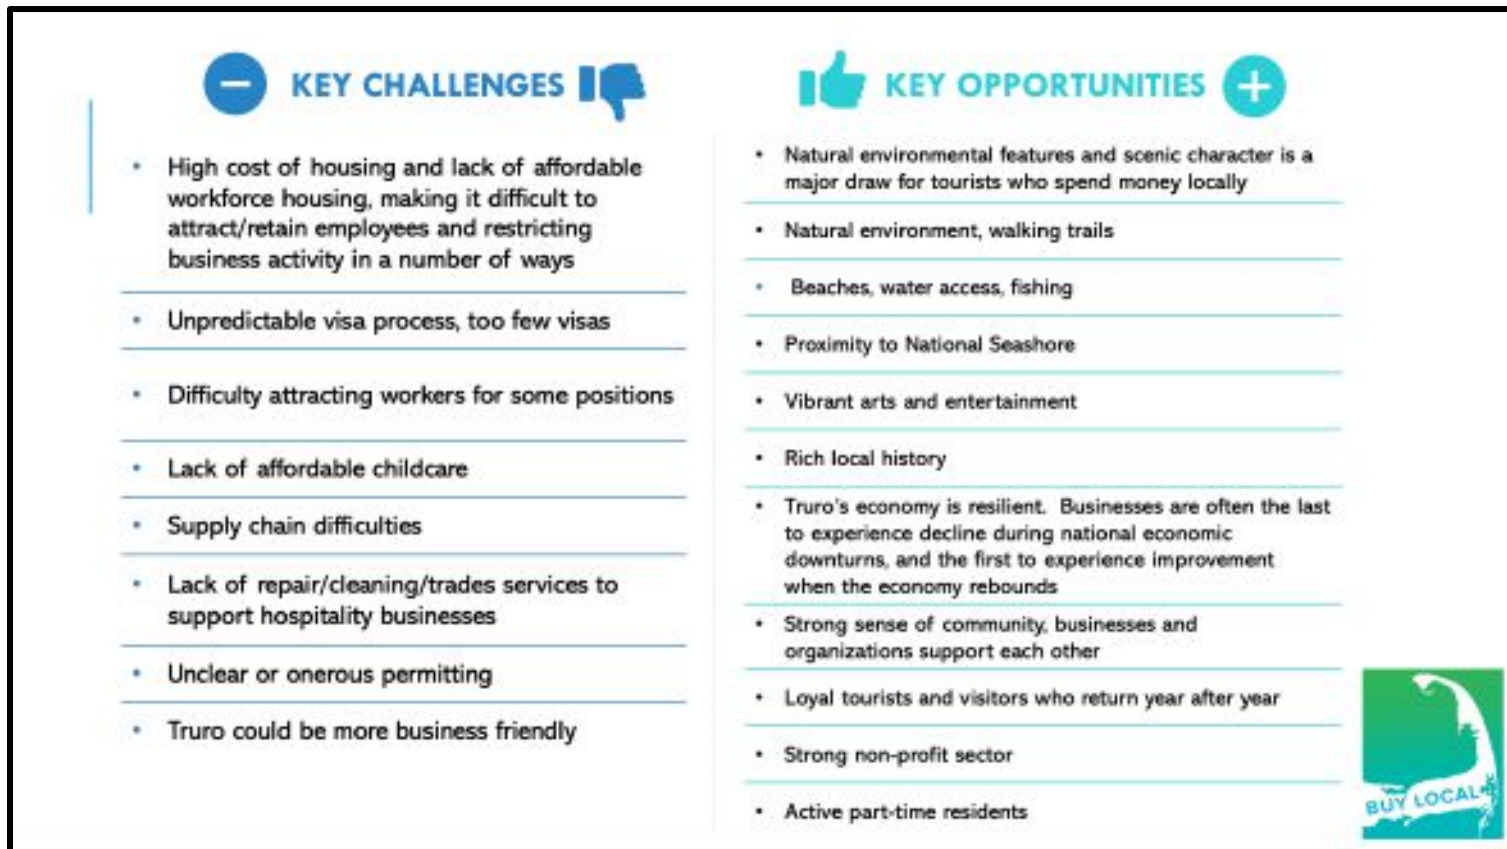 KEY CHALLENGES
• High cost of housing and lack of affordable
workforce housing, making it difficult to
attract/retain employees and restricting
business activity in a number of ways
• Unpredictable visa process, too few visas
• Difficulty attracting workers for some positions
• Lack of affordable childcare
• Supply chain difficulties
• Lack of repair/cleaning/trades services to
support hospitality businesses
• Unclear or onerous permitting
• Truro could be more business friendly
KEY OPPORTUNITIES
• Natural environmental features and scenic character is a
major draw for tourists who spend money locally
• Natural environment, walking trails
• Beaches, water access, fishing
• Proximity to National Seashore
• Vibrant arts and entertainment
• Rich local history
• Truro's economy is resilient. Businesses are often the last
to experience decline during national economic
downturns, and the first to experience improvement
when the economy rebounds
• Strong sense of community, businesses and
organizations support each other
• Loyal tourists and visitors who return year after year
• Strong non-profit sector
• Active part-time residents
BUY LOCAL